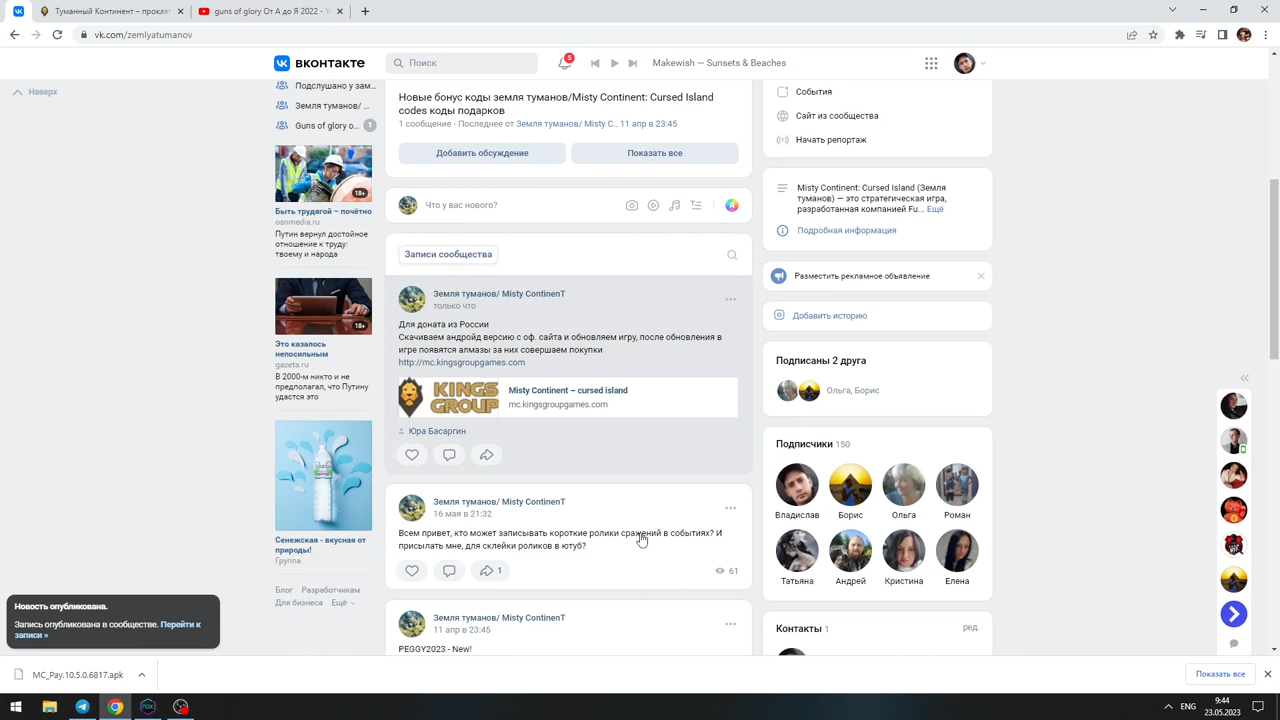 Туманный Континент – проклят
guns of glory От А до Я 2022 - Y
vk.com/zemlyatumanov
вконтакте
Поиск
5
Makewish — Sunsets & Beaches
Наверх
Подслушано у зам...
Земля туманов/ ...
Guns of glory o...
1
18+
Быть трудягой – почётно
osnmedia.ru
Путин вернул достойное
отношение к труду:
твоему и народа
18+
Это казалось
непосильным
gazeta.ru
В 2000-м никто и не
предполагал, что Путину
удастся это
Сенежская - вкусная от
природы!
Группа
Блог Разработчикам
Для бизнеса Ещё
Новые бонус коды земля туманов/Misty Continent: Cursed Island
codes коды подарков
1 сообщение · Последнее от Земля туманов/ Misty C.. 11 апр в 23:45
Добавить обсуждение
Показать все
Что у вас нового?
Записи сообщества
Земля туманов/ Misty ContinenT
только что
Для доната из России
Скачиваем андройд версию с оф. сайта и обновляем игру, после обновления в
игре появятся алмазы за них совершаем покупки
http://mc.kingsgroupgames.com
KINGS
GROUP
Misty Continent – cursed island
mc.kingsgroupgames.com
Юра Басаргин
Земля туманов/ Misty ContinenT
16 мая в 21:32
Всем привет, кто может записывать короткие ролики сражений в событиях? И
присылать мне, для склейки роликов в ютуб?
1
61
Земля туманов/ Misty ContinenT
11 апр в 23:45
PEGGY2023 - New!
События
Сайт из сообщества
Начать репортаж
Misty Continent: Cursed Island (Земля
туманов) — это стратегическая игра,
разработанная компанией Fu... Ещё
Подробная информация
Разместить рекламное объявление
Добавить историю
Подписаны 2 друга
Ольга, Борис
Подписчики 150
Владислав
Борис
Ольга
Роман
Татьяна
Андрей
Кристина
Елена
Контакты 1
ред.
Новость опубликована.
Запись опубликована в сообществе. Перейти к
записи »
MC_Pay.10.5.0.6817.apk
Показать все
ENG
9:44
23.05.2023